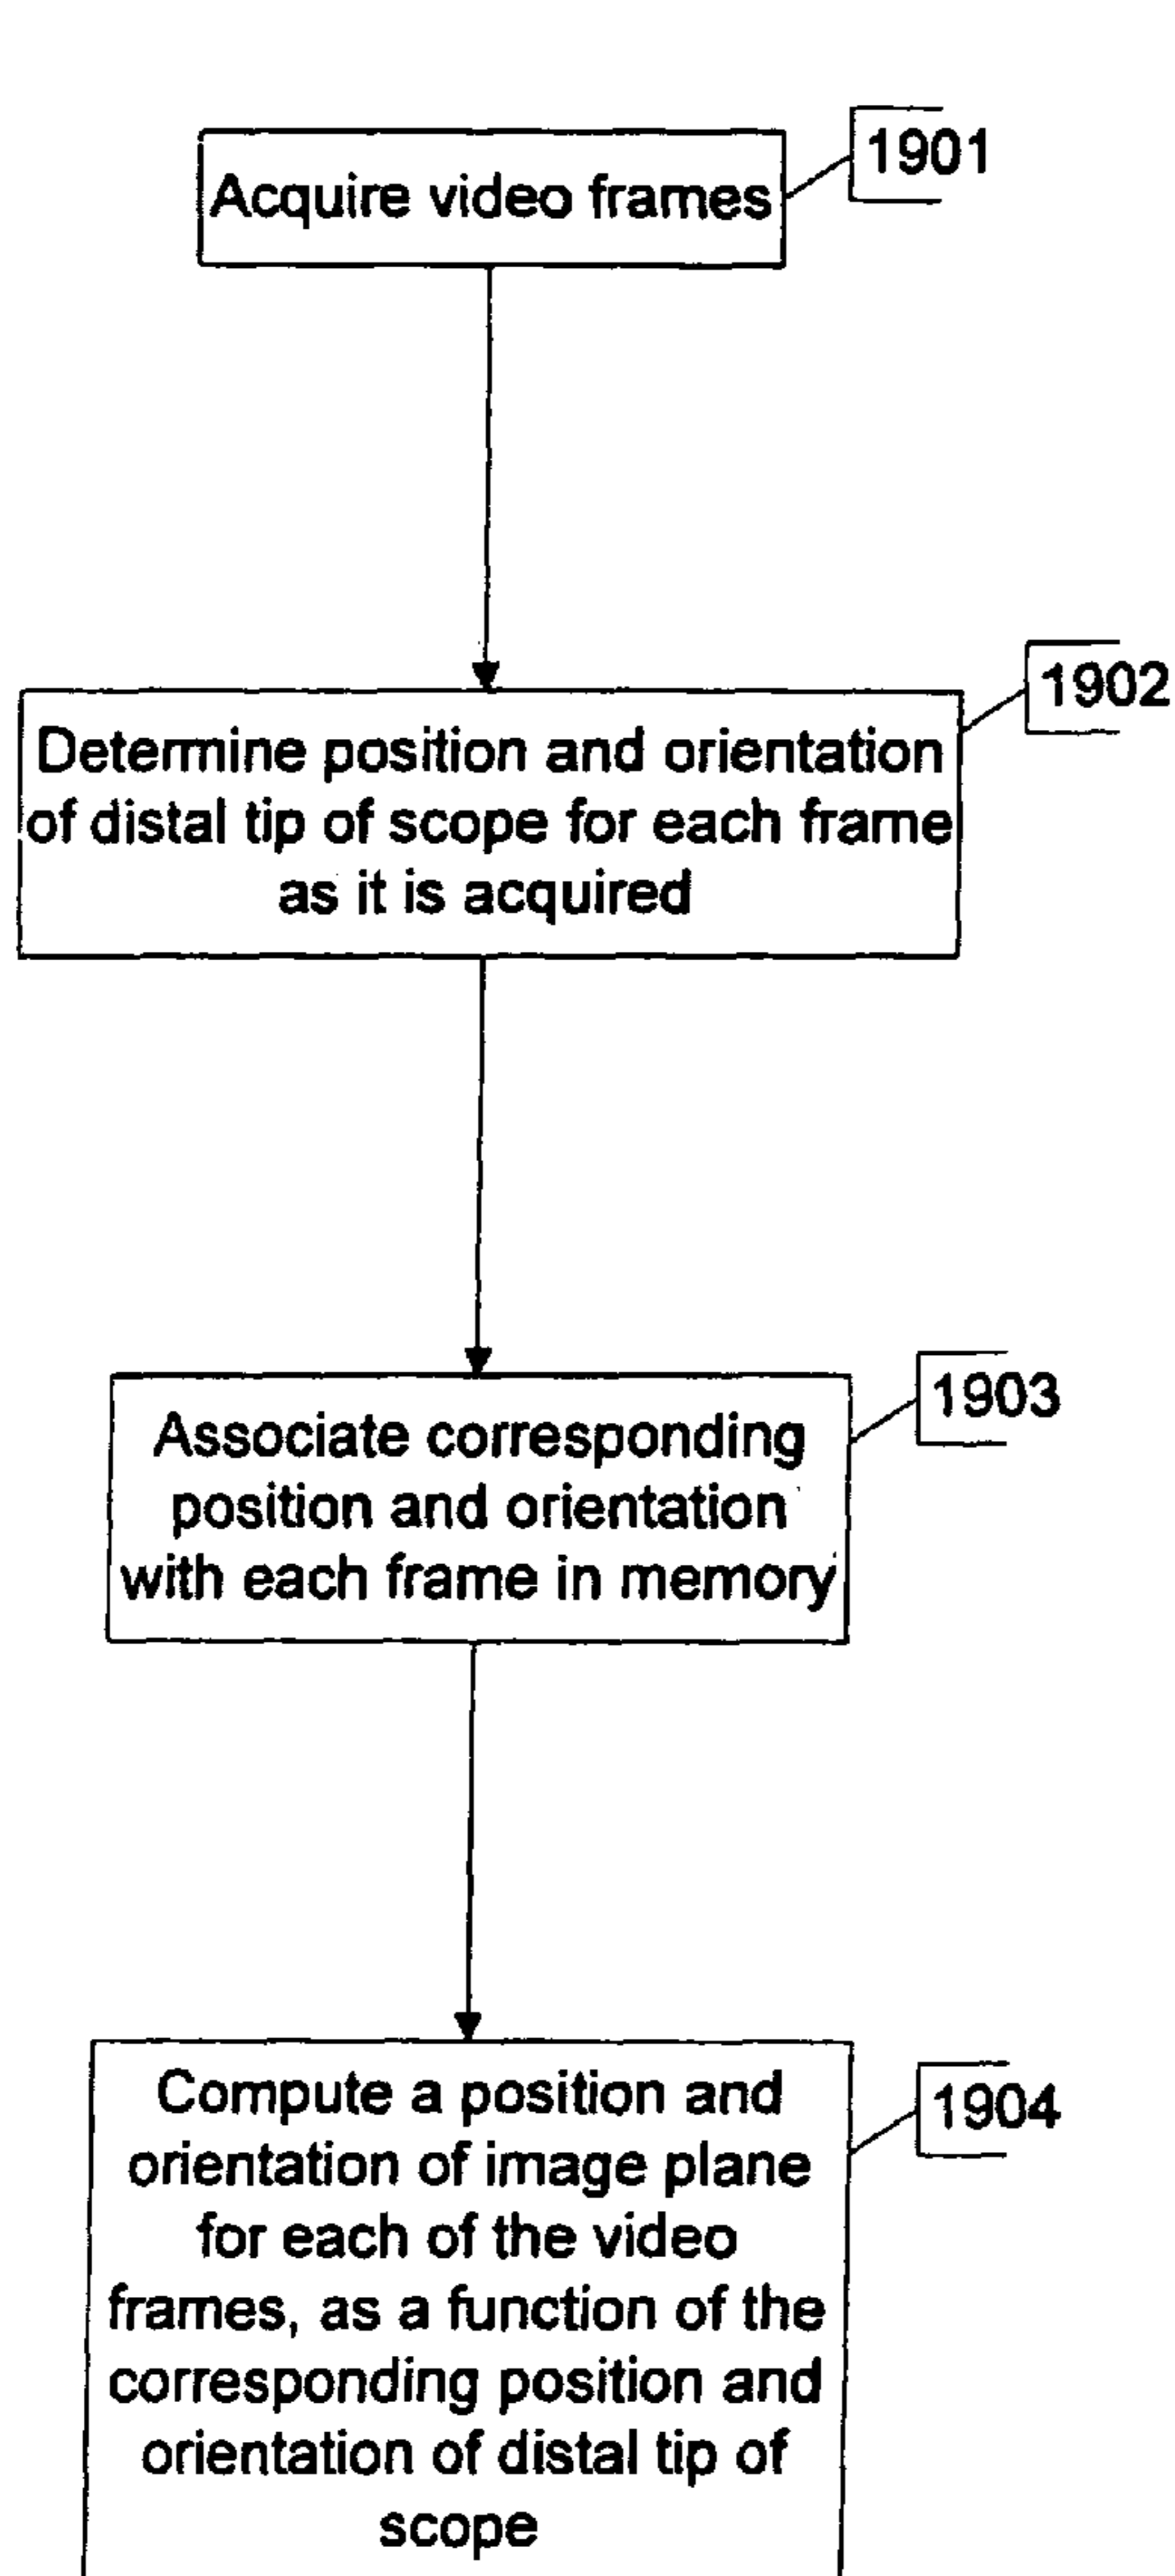 1901
Acquire video frames
1902
Determine position and orientation
of distal tip of scope for each frame
as it is acquired
1903
Associate corresponding
position and orientation
with each frame in memory
1904
Compute a position and
orientation of image plane
for each of the video
frames, as a function of the
corresponding position and
orientation of distal tip of
scope